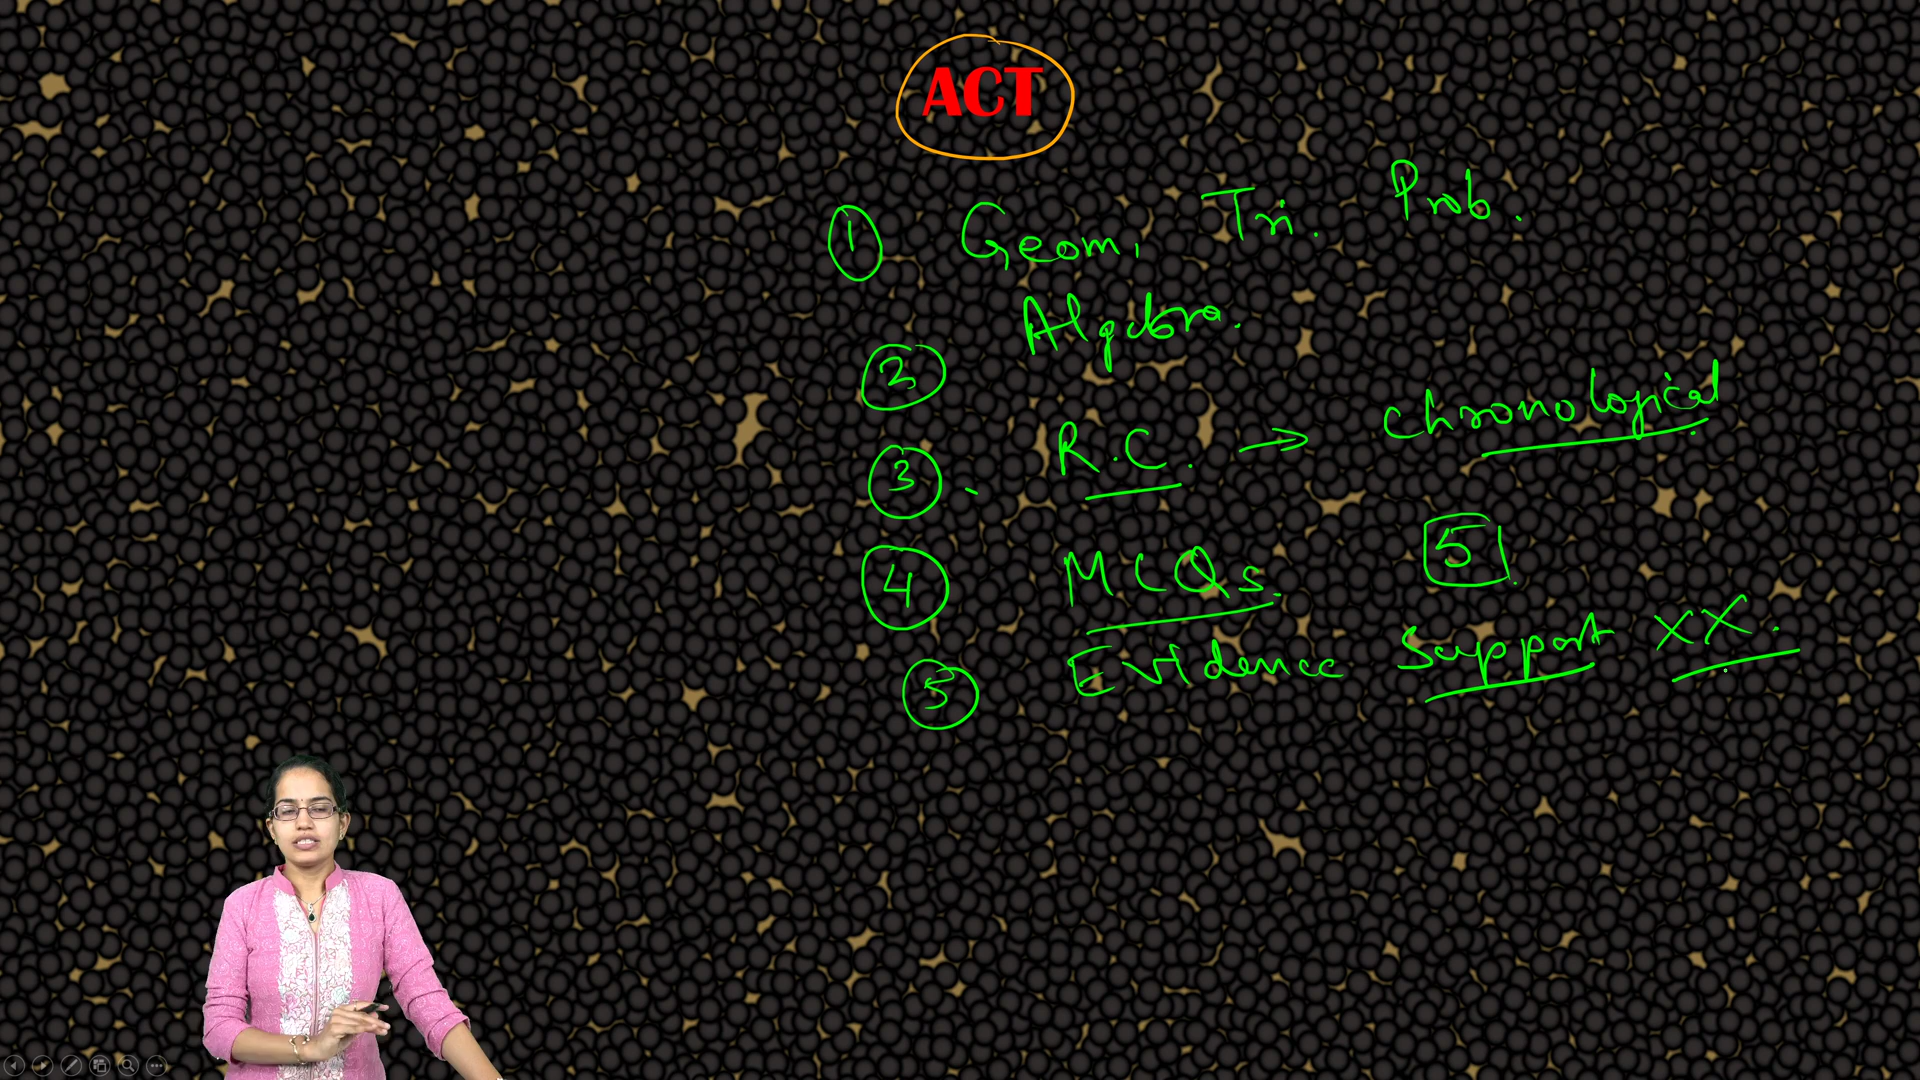 ACT
1 Geom, Tri. Prob.
Algebra.
2
3. R.C. → chronological
4 MCQs. 5
5 Evidence Support XX.